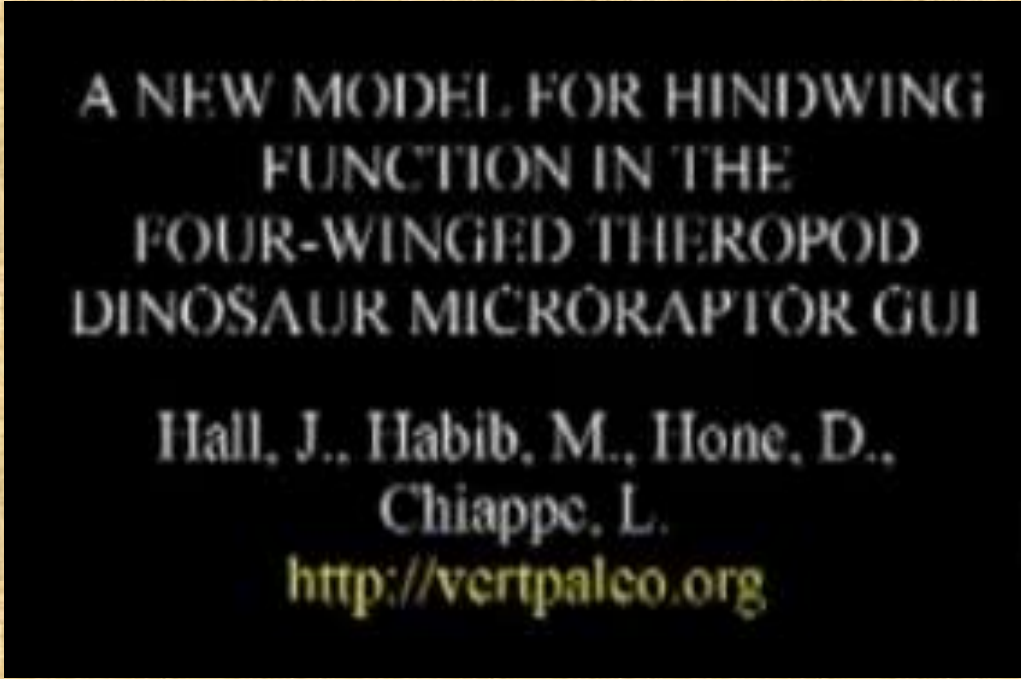 A NEW MODEL FOR HINDWING
FUNCTION IN THE
FOUR-WINGED THEROPOD
DINOSAUR MICRORAPTOR GUI
Hall, J., Habib, M., Hone, D.,
Chiappe, L.
http://vertpaleo.org